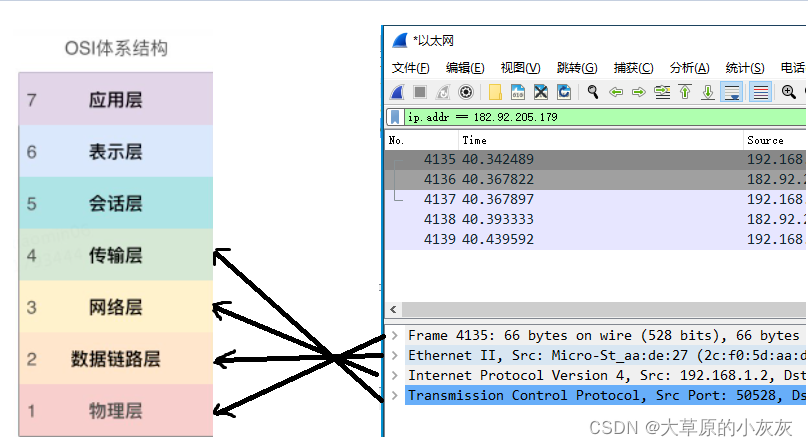 OSI体系结构
7 应用层
6 表示层
5 会话层
4 传输层
3 网络层
2 数据链路层
1 物理层
*以太网
文件(F) 编辑(E) 视图(V) 跳转(G) 捕获(C) 分析(A) 统计(S) 电话
ip.addr == 182.92.205.179
No. Time Source
4135 40.342489 192.168.
4136 40.367822 182.92.2
4137 40.367897 192.168.
4138 40.393333 182.92.2
4139 40.439592 192.168.
Frame 4135: 66 bytes on wire (528 bits), 66 bytes
Ethernet II, Src: Micro-St_aa:de:27 (2c:f0:5d:aa:d
Internet Protocol Version 4, Src: 192.168.1.2, Dst
Transmission Control Protocol, Src Port: 50528, Ds
CSDN @大草原的小灰灰